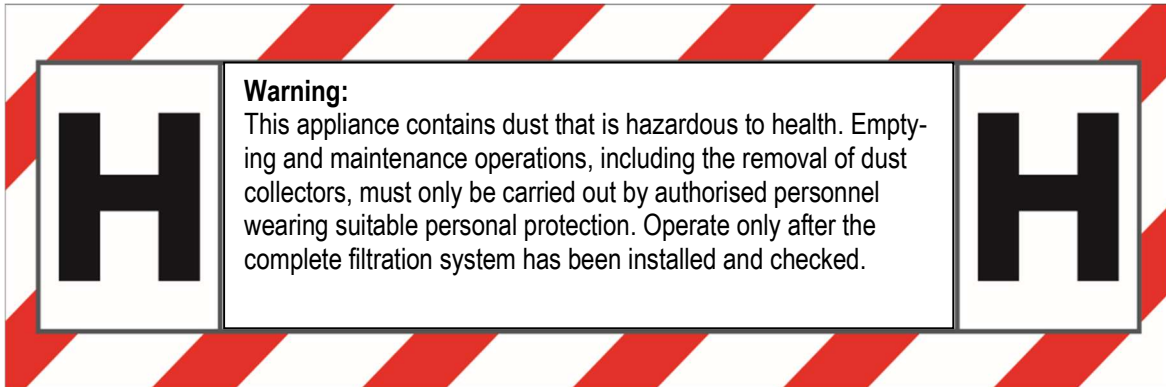 H
Warning:
This appliance contains dust that is hazardous to health. Empty-
ing and maintenance operations, including the removal of dust
collectors, must only be carried out by authorised personnel
wearing suitable personal protection. Operate only after the
complete filtration system has been installed and checked.
H